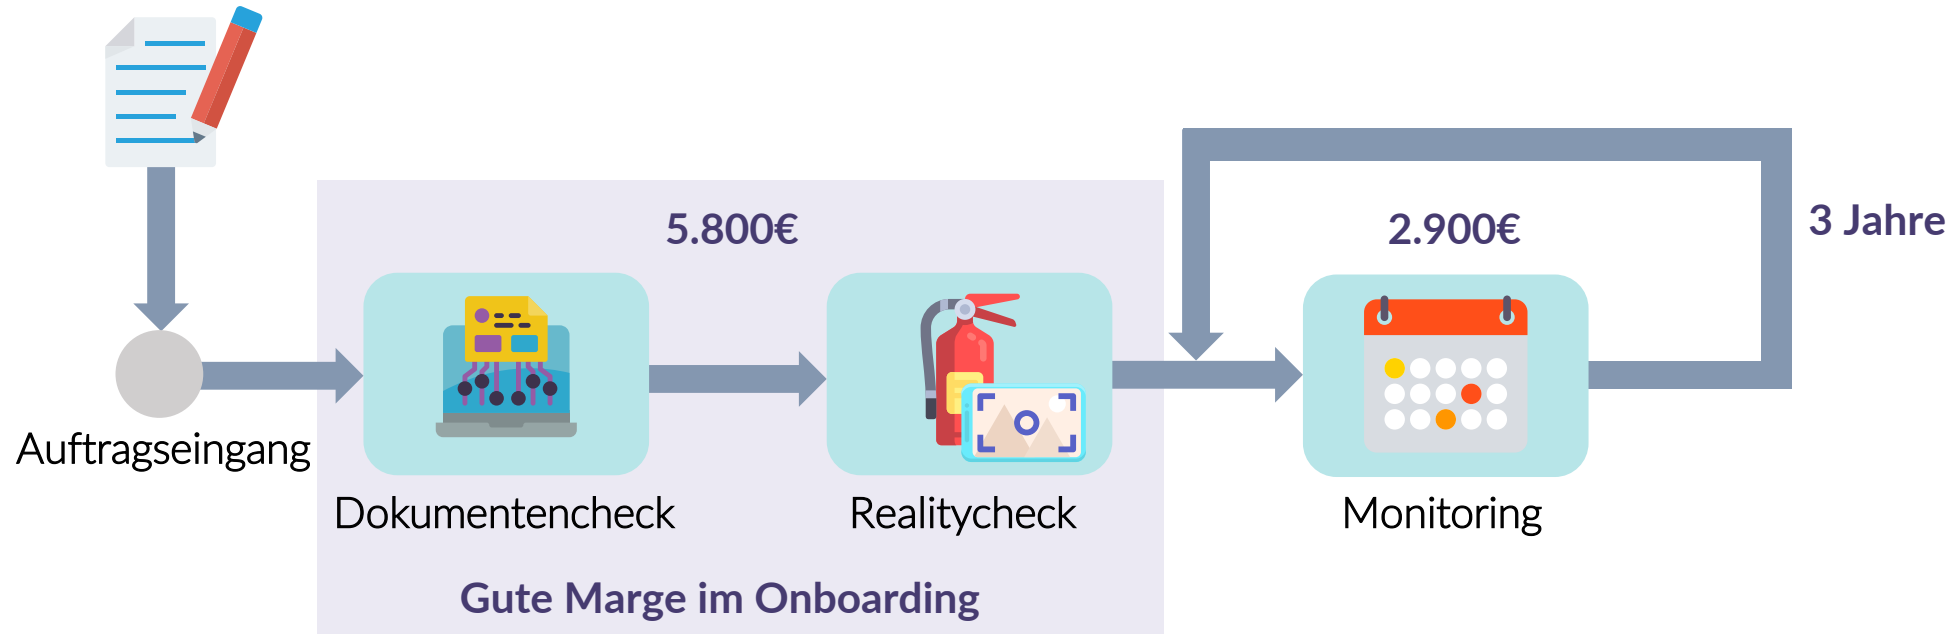 Auftragseingang
5.800€
Dokumentencheck
Realitycheck
Gute Marge im Onboarding
2.900€
Monitoring
3 Jahre